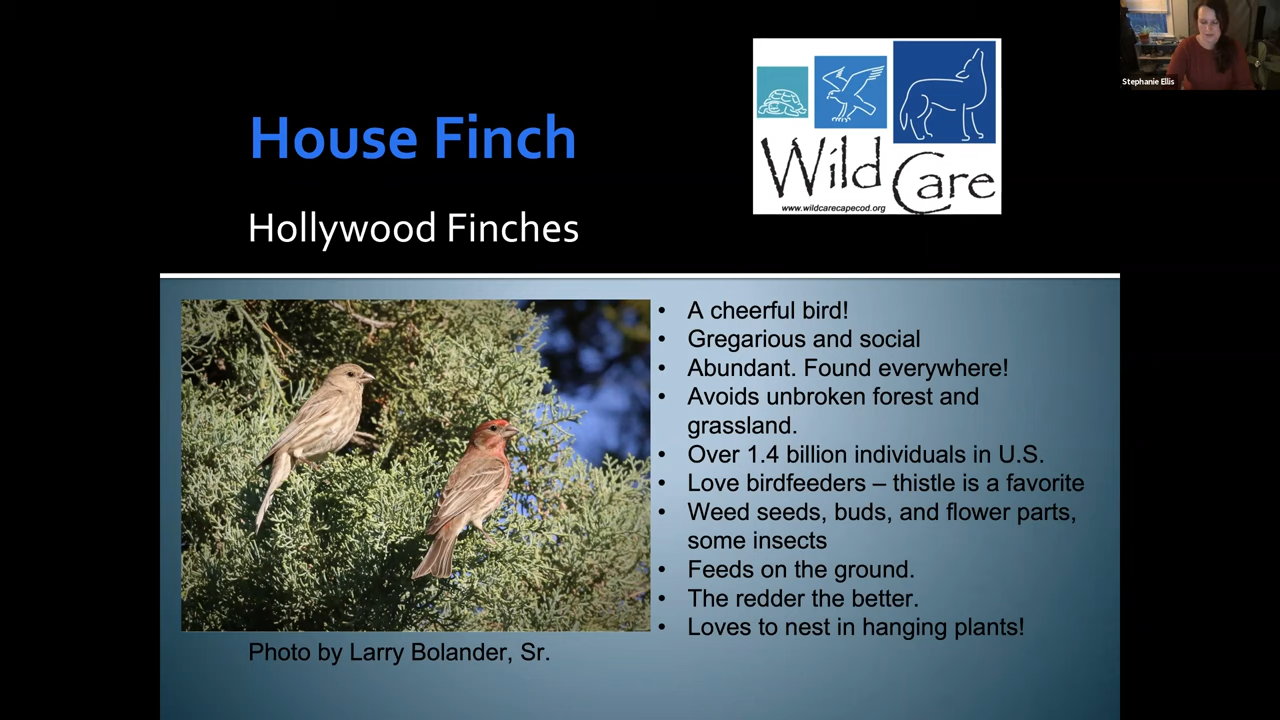 Stephanie Ellis
House Finch
Hollywood Finches
Wild Care
www.wildcarecapecod.org
• A cheerful bird!
• Gregarious and social
• Abundant. Found everywhere!
• Avoids unbroken forest and
grassland.
• Over 1.4 billion individuals in U.S.
• Love birdfeeders – thistle is a favorite
• Weed seeds, buds, and flower parts,
some insects
• Feeds on the ground.
• The redder the better.
• Loves to nest in hanging plants!
Photo by Larry Bolander, Sr.